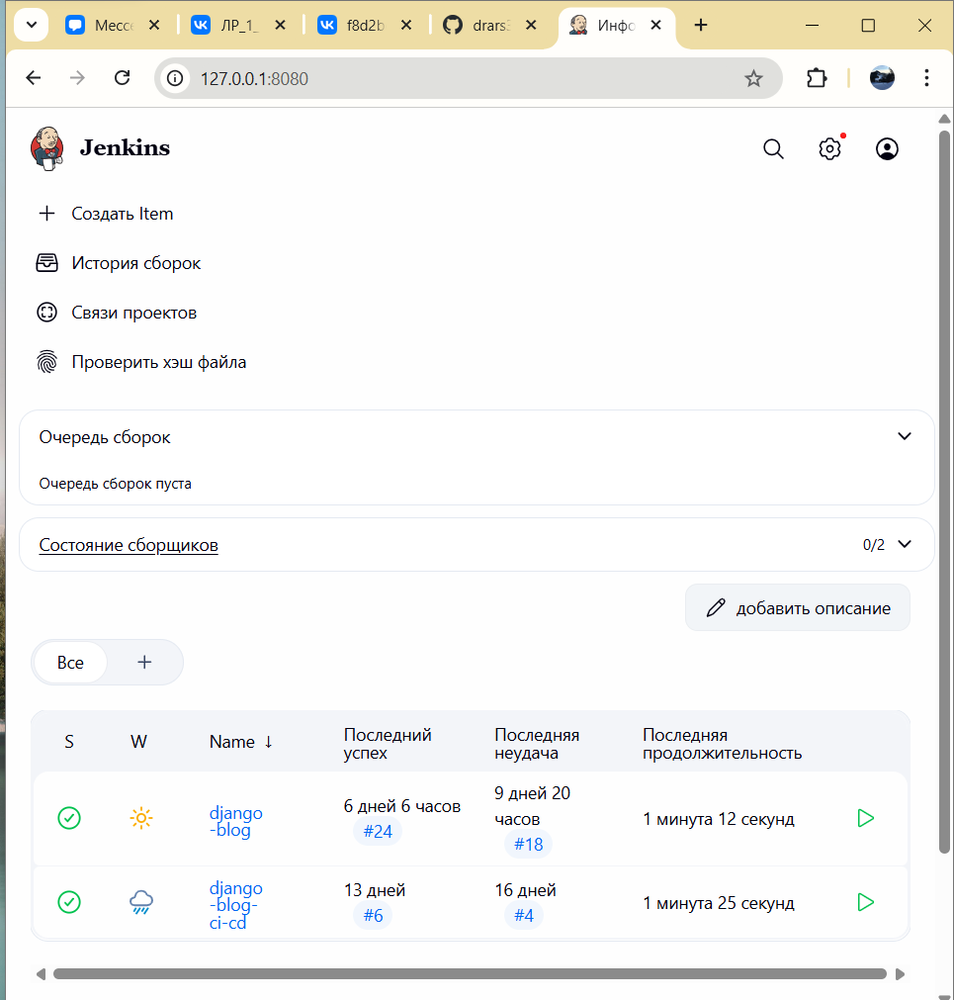 Мессе
ЛР_1_
f8d2b
drars3
Инфо
127.0.0.1:8080
Jenkins
Создать Item
История сборок
Связи проектов
Проверить хэш файла
Очередь сборок
Очередь сборок пуста
Состояние сборщиков 0/2
добавить описание
Все +
S W Name ↓ Последний успех Последняя неудача Последняя продолжительность
django-blog 6 дней 6 часов #24 9 дней 20 часов #18 1 минута 12 секунд
django-blog-ci-cd 13 дней #6 16 дней #4 1 минута 25 секунд